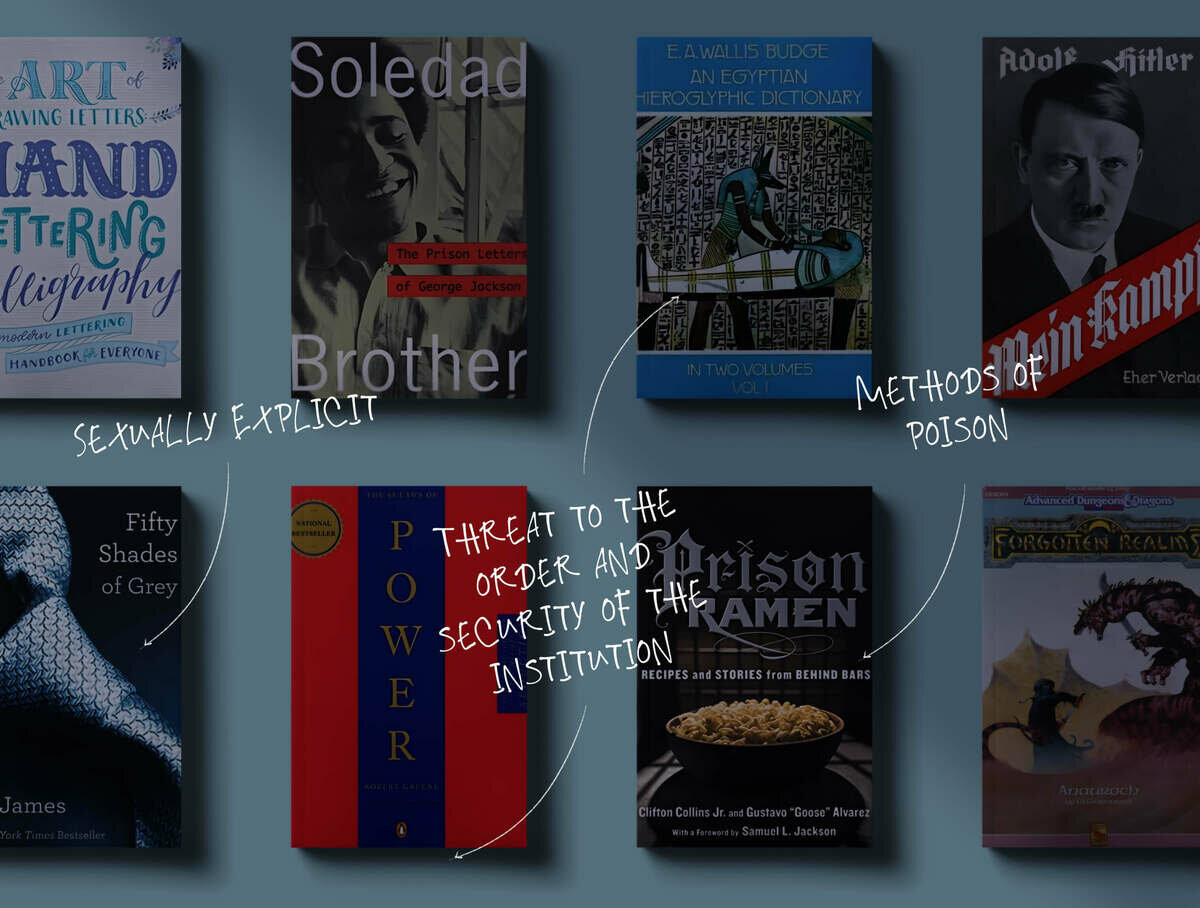 ART of
DRAWING LETTERS
HAND
LETTERING
Calligraphy
modern LETTERING
HANDBOOK for EVERYONE
Soledad
The Prison Letters
of George Jackson
Brother
E. A. WALLIS BUDGE
AN EGYPTIAN
HIEROGLYPHIC DICTIONARY
IN TWO VOLUMES
VOL I
Adolf Hitler
Mein Kampf
Eher Verlag
SEXUALLY EXPLICIT
METHODS OF
POISON
Fifty
Shades
of Grey
James
New York Times Bestseller
NATIONAL
BESTSELLER
THE 48 LAWS OF
POWER
ROBERT GREENE
THREAT TO THE
ORDER AND
SECURITY OF THE
INSTITUTION
Prison
RAMEN
RECIPES and STORIES from BEHIND BARS
Clifton Collins Jr. and Gustavo "Goose" Alvarez
With a Foreword by Samuel L. Jackson
Advanced Dungeons & Dragons
FORGOTTEN REALMS
Anauroch